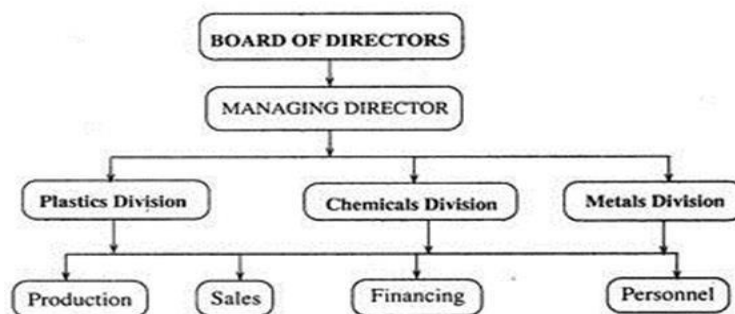 BOARD OF DIRECTORS
MANAGING DIRECTOR
Plastics Division
Chemicals Division
Metals Division
Production
Sales
Financing
Personnel